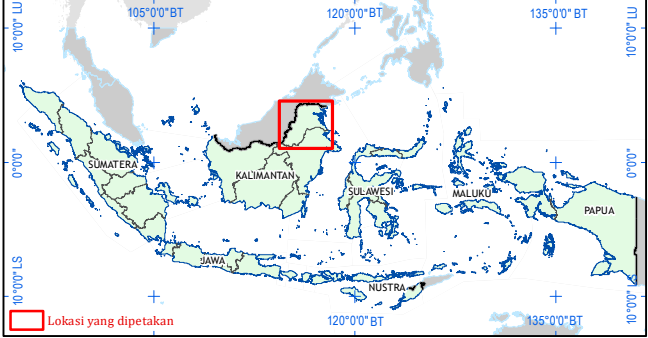 105°0'0"BT
120°0'0"BT
135°0'0"BT
10°0'0" LU
10°0'0" LU
SUMATERA
KALIMANTAN
SULAWESI
MALUKU
PAPUA
0°0'0"
0°0'0"
JAWA
NUSTRA
10°0'0"LS
10°0'0"LS
Lokasi yang dipetakan
120°0'0"BT
135°0'0"BT